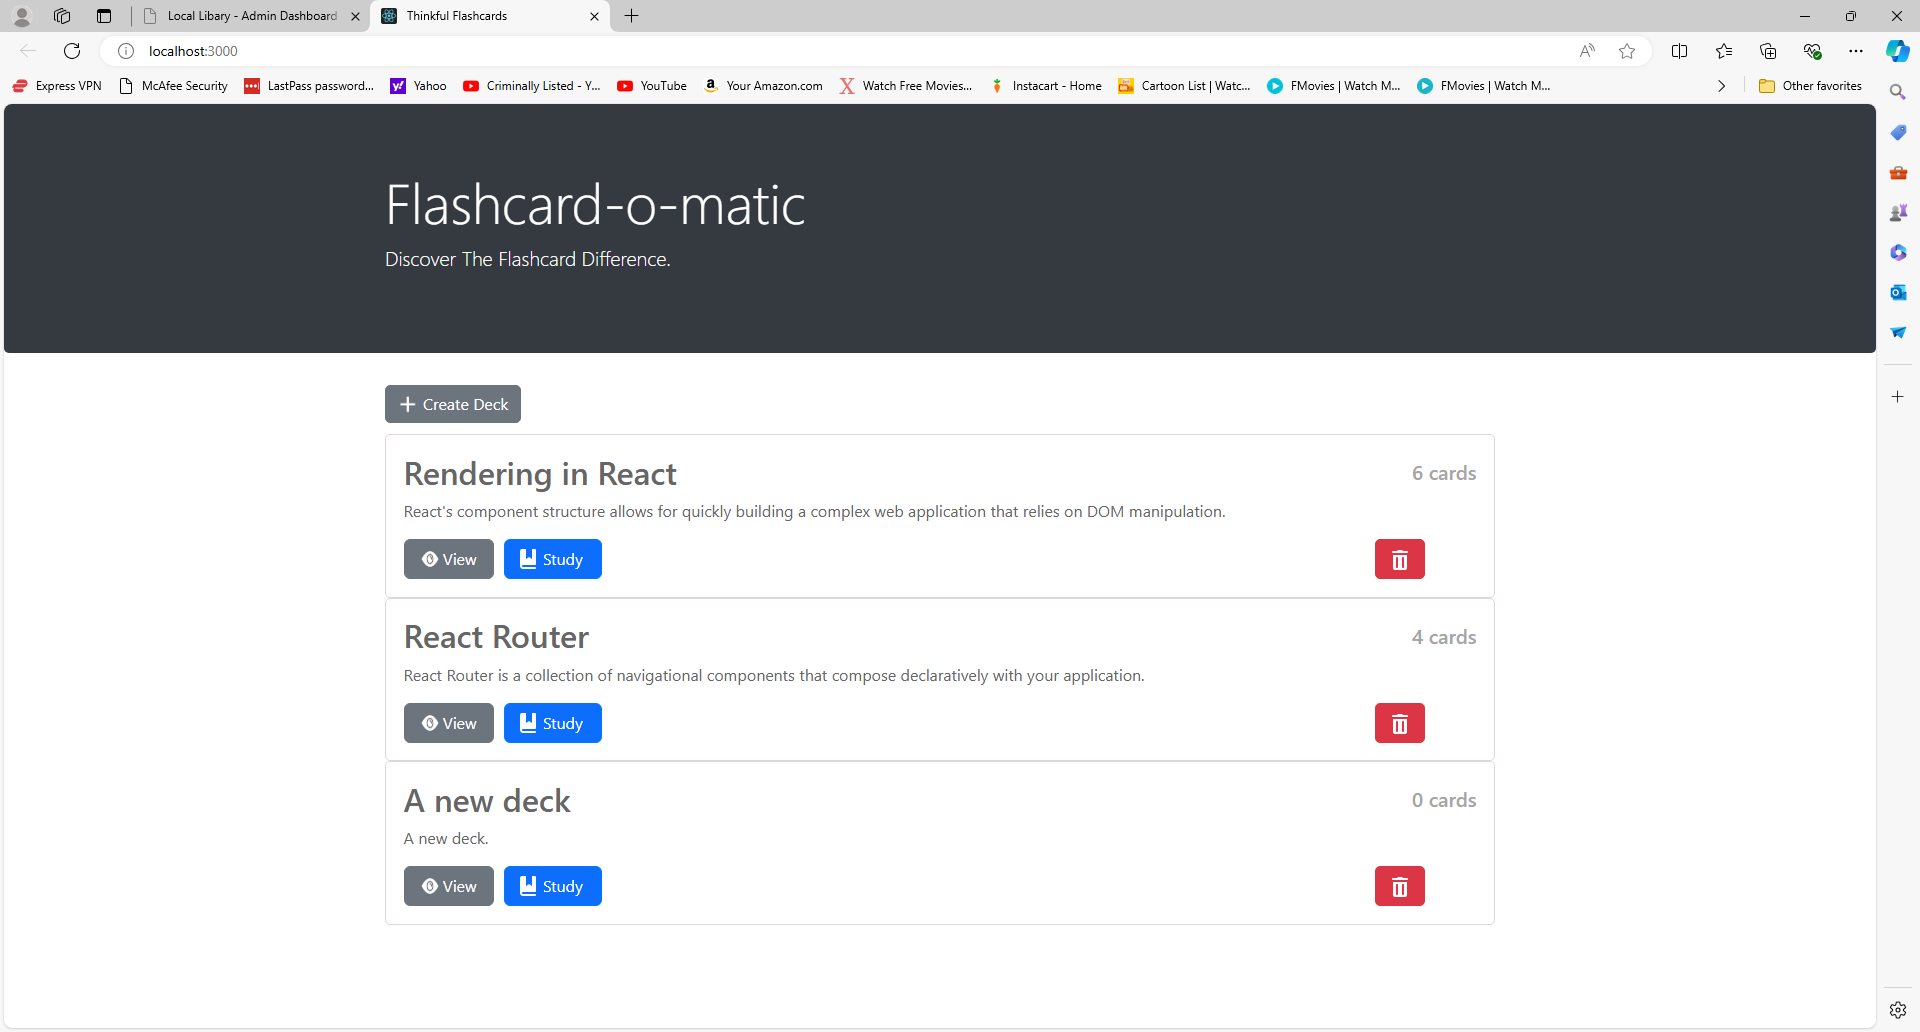 Local Libary - Admin Dashboard
Thinkful Flashcards
localhost:3000
Express VPN
McAfee Security
LastPass password...
Yahoo
Criminally Listed - Y...
YouTube
Your Amazon.com
Watch Free Movies...
Instacart - Home
Cartoon List | Watc...
FMovies | Watch M...
FMovies | Watch M...
Other favorites
Flashcard-o-matic
Discover The Flashcard Difference.
+ Create Deck
Rendering in React
6 cards
React's component structure allows for quickly building a complex web application that relies on DOM manipulation.
View
Study
React Router
4 cards
React Router is a collection of navigational components that compose declaratively with your application.
View
Study
A new deck
0 cards
A new deck.
View
Study